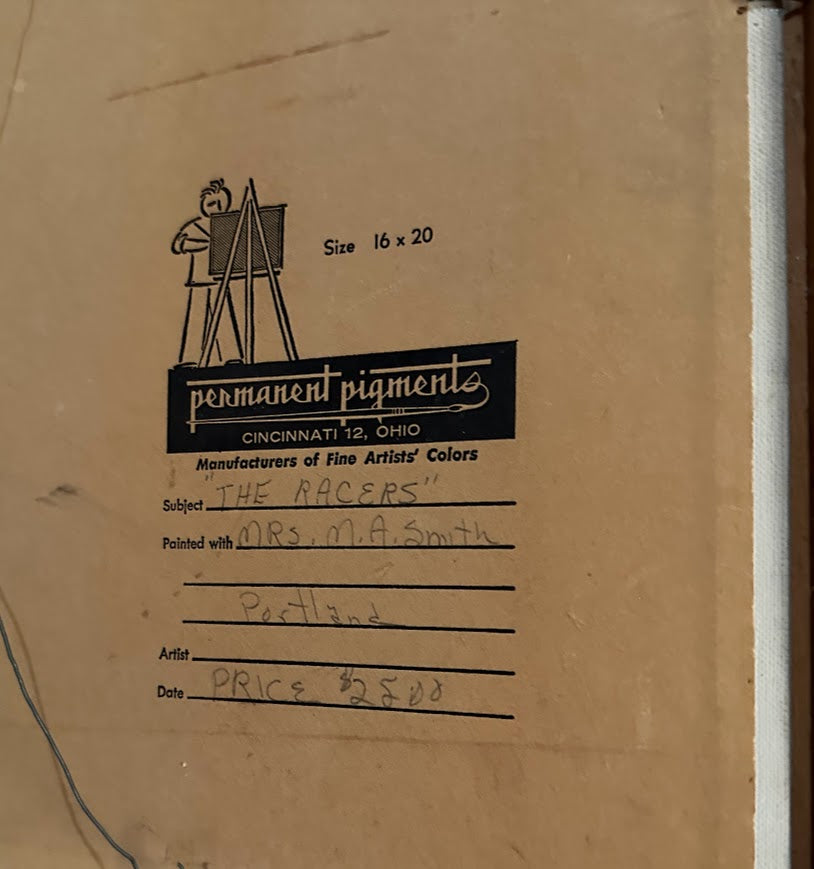 Size 16 x 20
permanent pigments
CINCINNATI 12, OHIO
Manufacturers of Fine Artists' Colors
Subject "THE RACERS"
Painted with MRs. M.A. Smith
Portland
Artist
Date PRICE $25.00